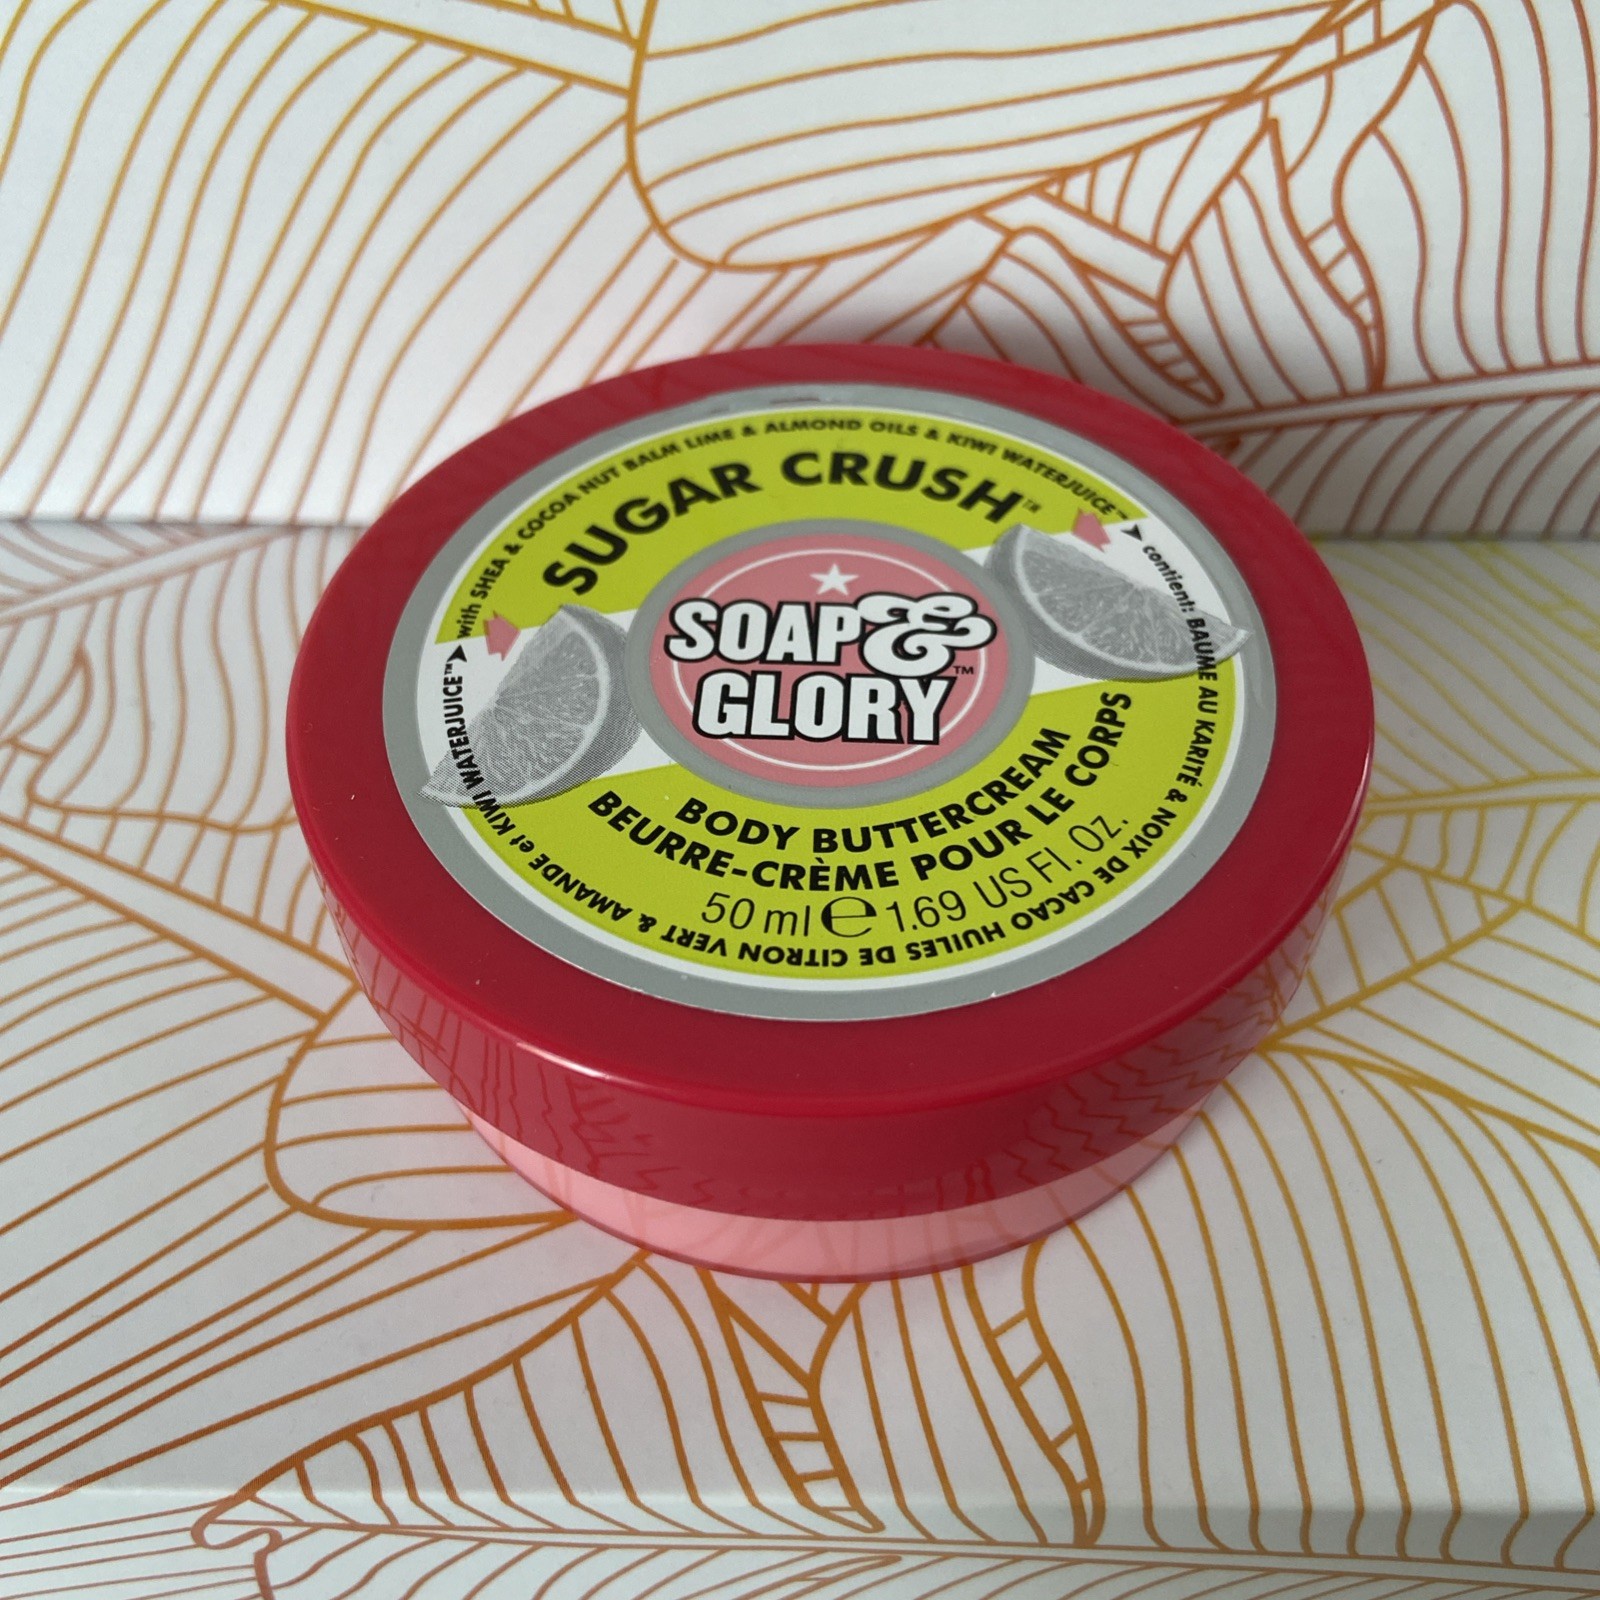 with SHEA & COCOA NUT BALM LIME & ALMOND OILS & KIWI WATERJUICE™
SUGAR CRUSH™
SOAP &
GLORY™
BODY BUTTERCREAM
BEURRE-CRÈME POUR LE CORPS
50 ml e 1.69 US Fl. Oz.
contient: BAUME AU KARITÉ & NOIX DE CACAO HUILES DE CITRON VERT & AMANDE et KIWI WATERJUICE™